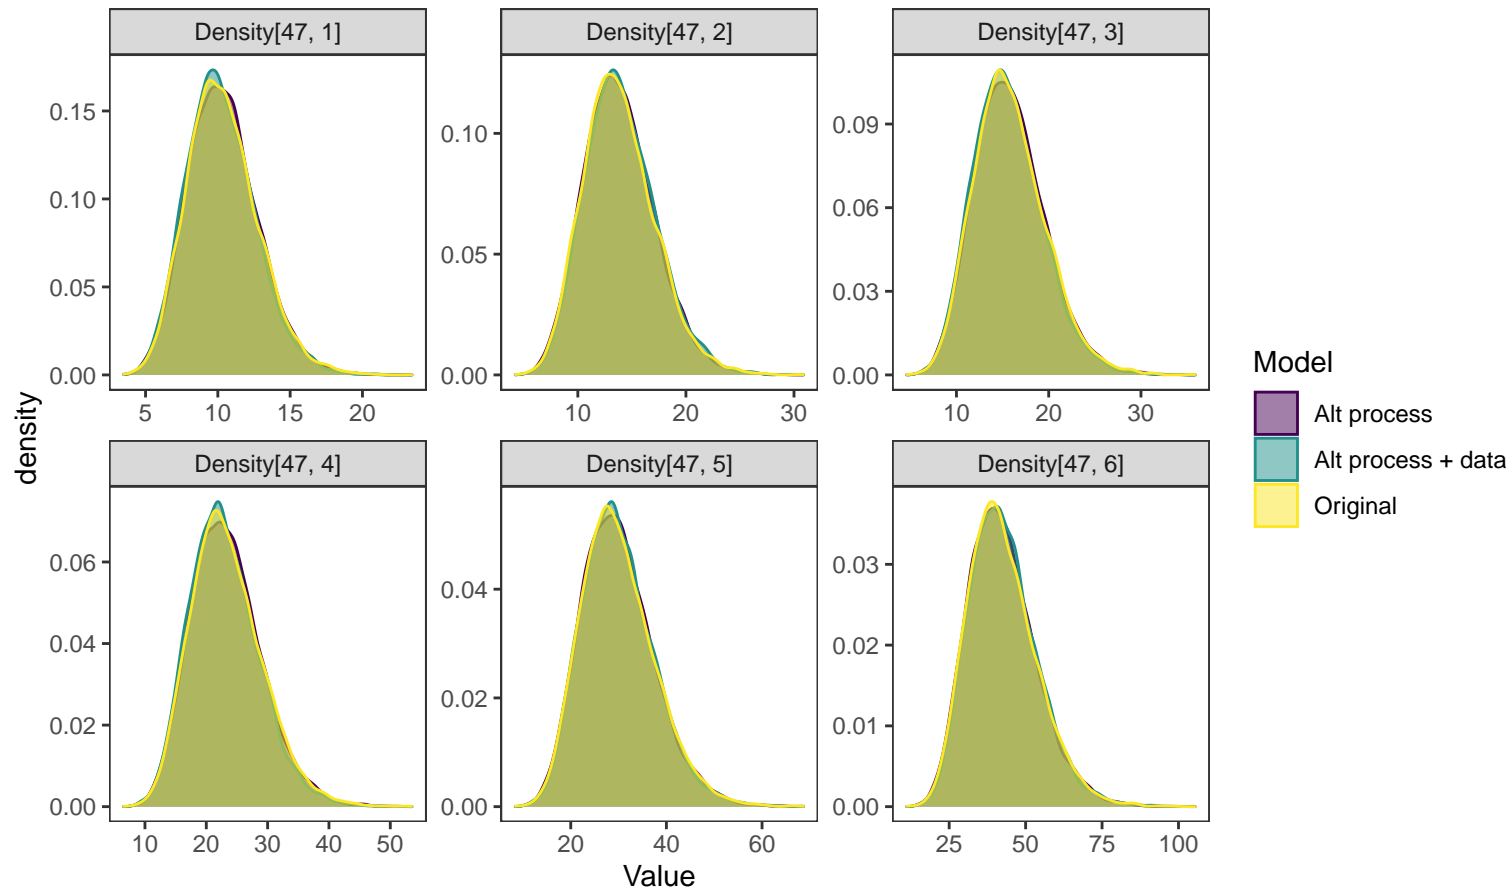 Density[47, 1]
Density[47, 2]
Density[47, 3]
0.15
0.10
0.05
0.00
0.10
0.05
0.00
0.09
0.06
0.03
0.00
5 10 15 20
10 20 30
10 20 30
density
Density[47, 4]
Density[47, 5]
Density[47, 6]
0.06
0.04
0.02
0.00
0.04
0.02
0.00
0.03
0.02
0.01
0.00
10 20 30 40 50
20 40 60
25 50 75 100
Value
Model
Alt process
Alt process + data
Original